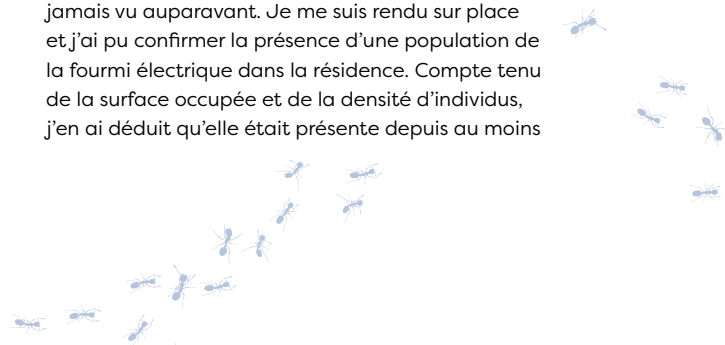 jamais vu auparavant. Je me suis rendu sur place
et j’ai pu confirmer la présence d’une population de
la fourmi électrique dans la résidence. Compte tenu
de la surface occupée et de la densité d’individus,
j’en ai déduit qu’elle était présente depuis au moins